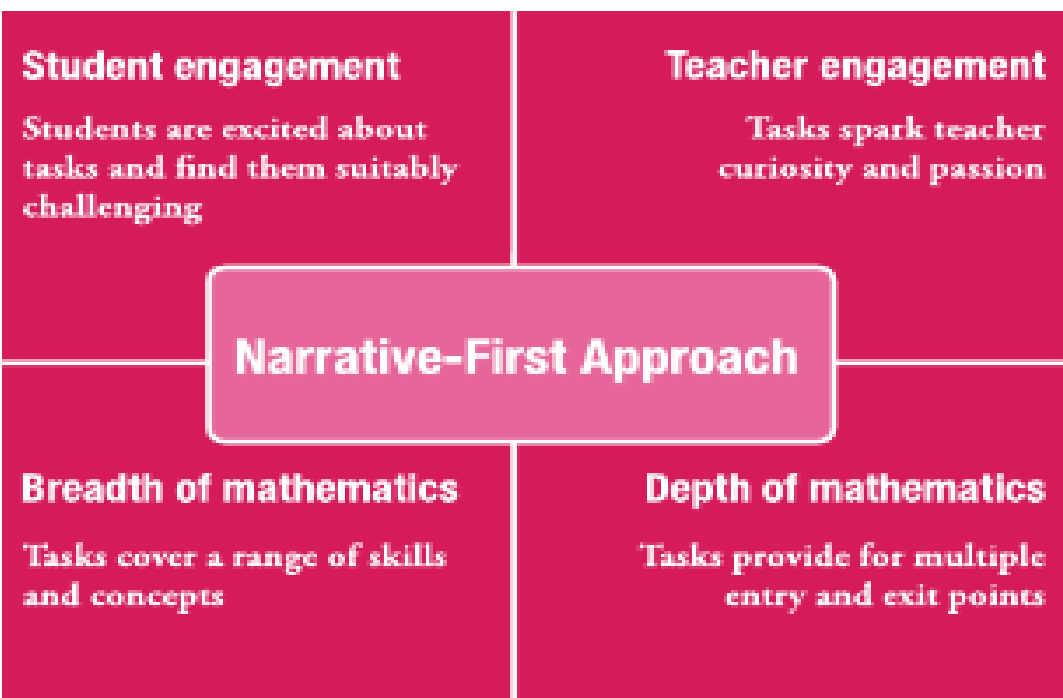 Student engagement
Students are excited about
tasks and find them suitably
challenging
Teacher engagement
Tasks spark teacher
curiosity and passion
Narrative-First Approach
Breadth of mathematics
Tasks cover a range of skills
and concepts
Depth of mathematics
Tasks provide for multiple
entry and exit points